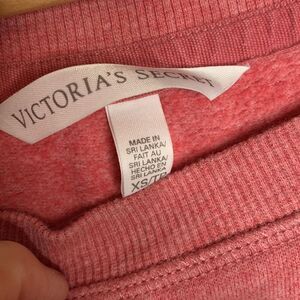 VICTORIA'S SECRET
MADE IN
SRI LANKA/
FAIT AU
SRI LANKA/
HECHO EN
SRI LANKA
XS/TP